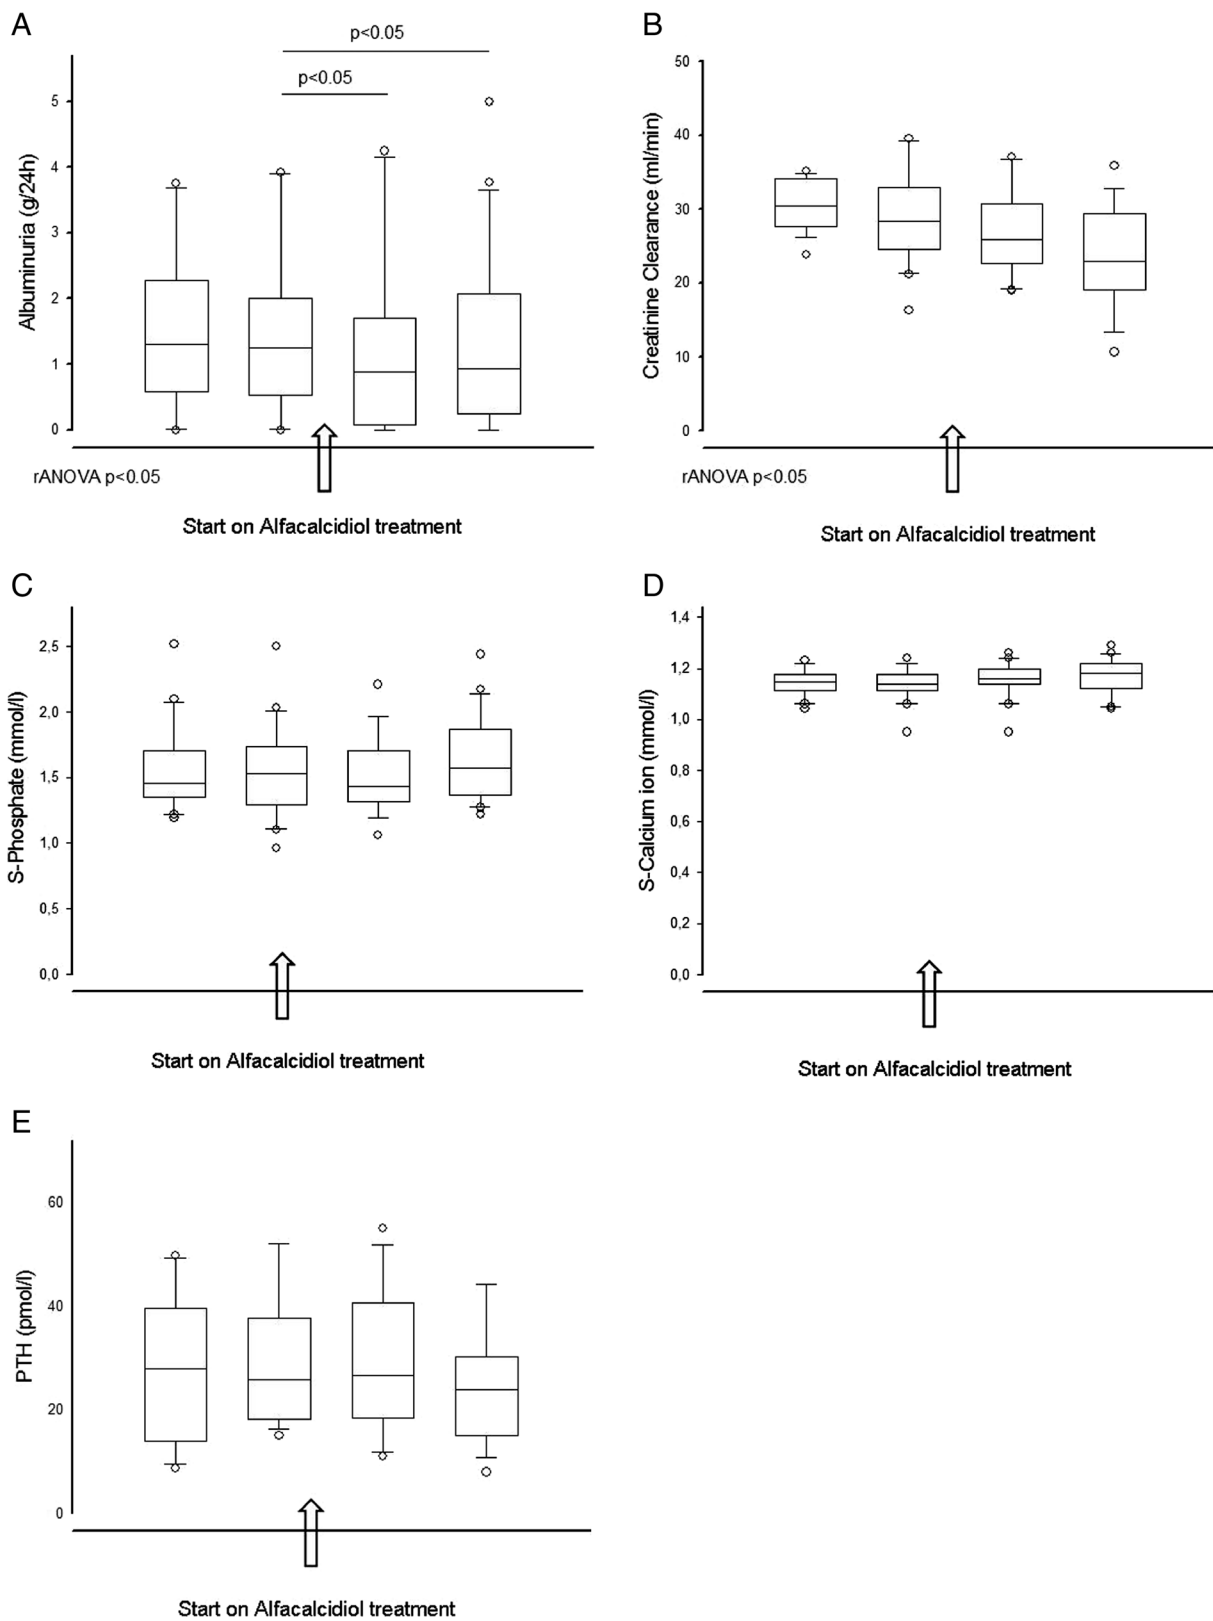 A
p<0.05
p<0.05
Albuminuria (g/24h)
5
4
3
2
1
0
rANOVA p<0.05
Start on Alfacalcidiol treatment
B
Creatinine Clearance (ml/min)
50
40
30
20
10
0
rANOVA p<0.05
Start on Alfacalcidiol treatment
C
S-Phosphate (mmol/l)
2,5
2,0
1,5
1,0
0,5
0,0
Start on Alfacalcidiol treatment
D
S-Calcium ion (mmol/l)
1,4
1,2
1,0
0,8
0,6
0,4
0,2
0,0
Start on Alfacalcidiol treatment
E
PTH (pmol/l)
60
40
20
0
Start on Alfacalcidiol treatment